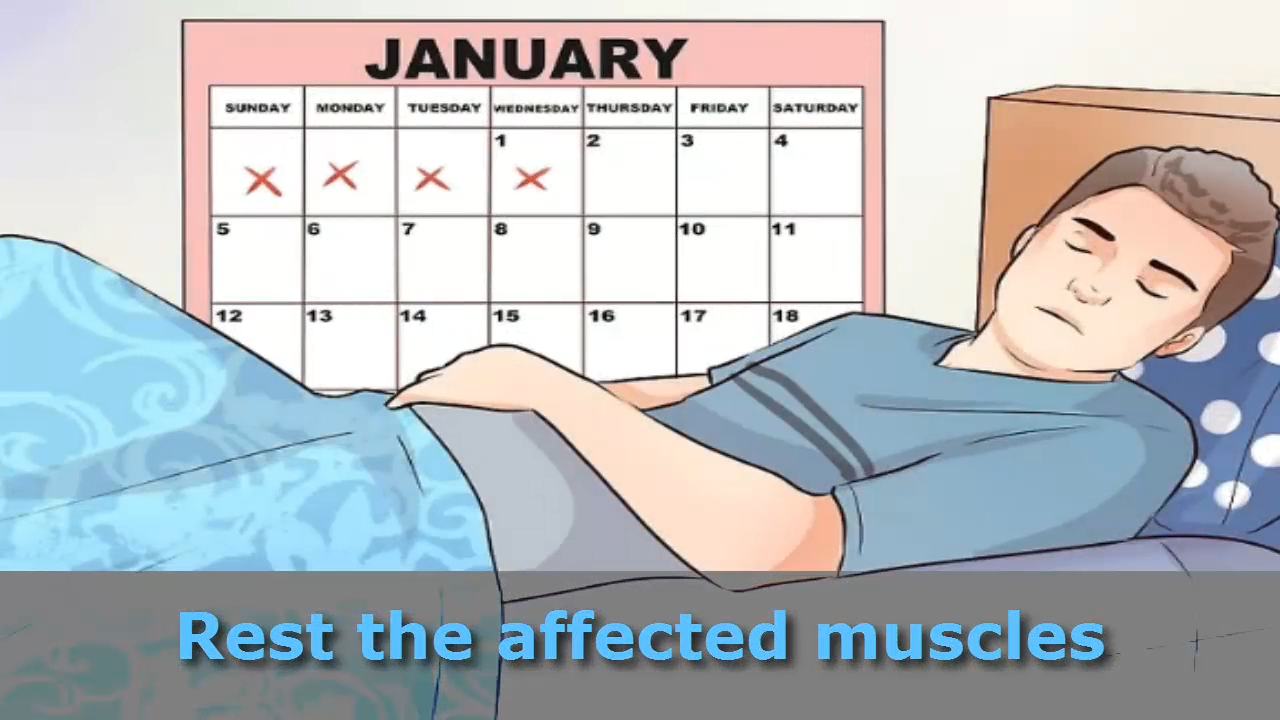 JANUARY
SUNDAY MONDAY TUESDAY WEDNESDAY THURSDAY FRIDAY SATURDAY
1 2 3 4
5 6 7 8 9 10 11
12 13 14 15 16 17 18
Rest the affected muscles